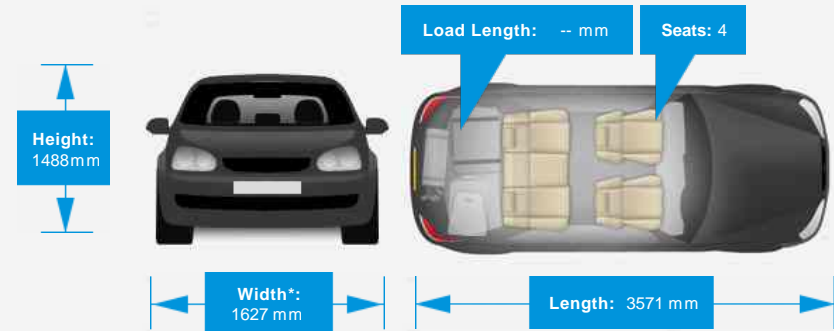 Load Length: -- mm
Seats: 4
Height:
1488mm
Width*:
1627 mm
Length: 3571 mm